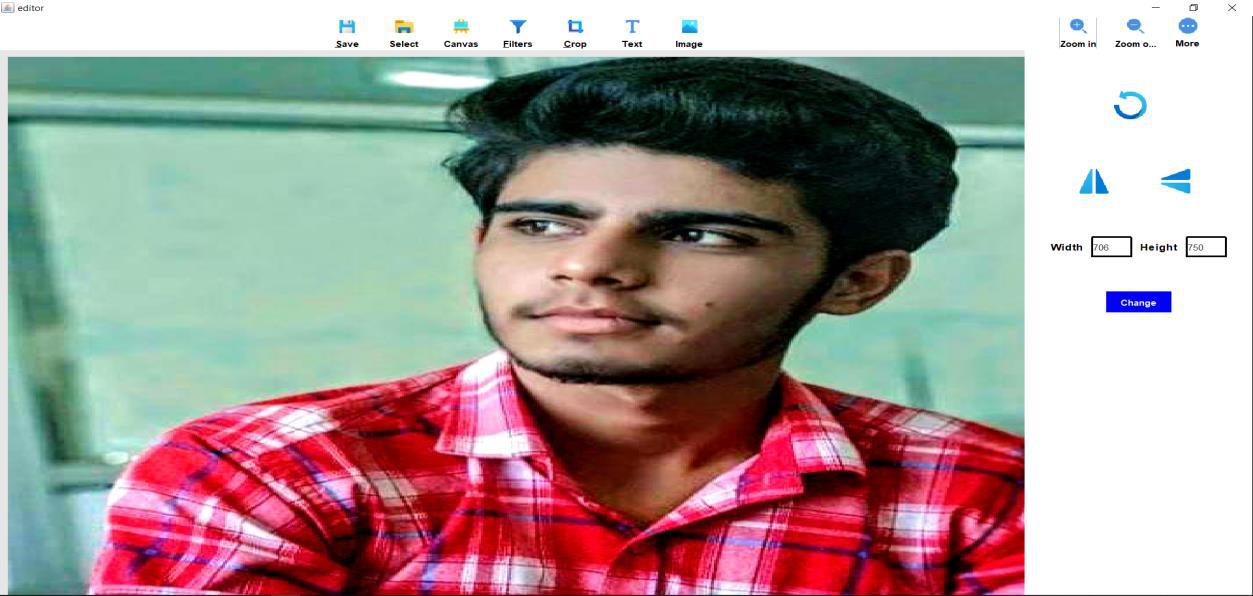 editor
Save Select Canvas Filters Crop Text Image Zoom in Zoom o... More
Width 706 Height 750
Change